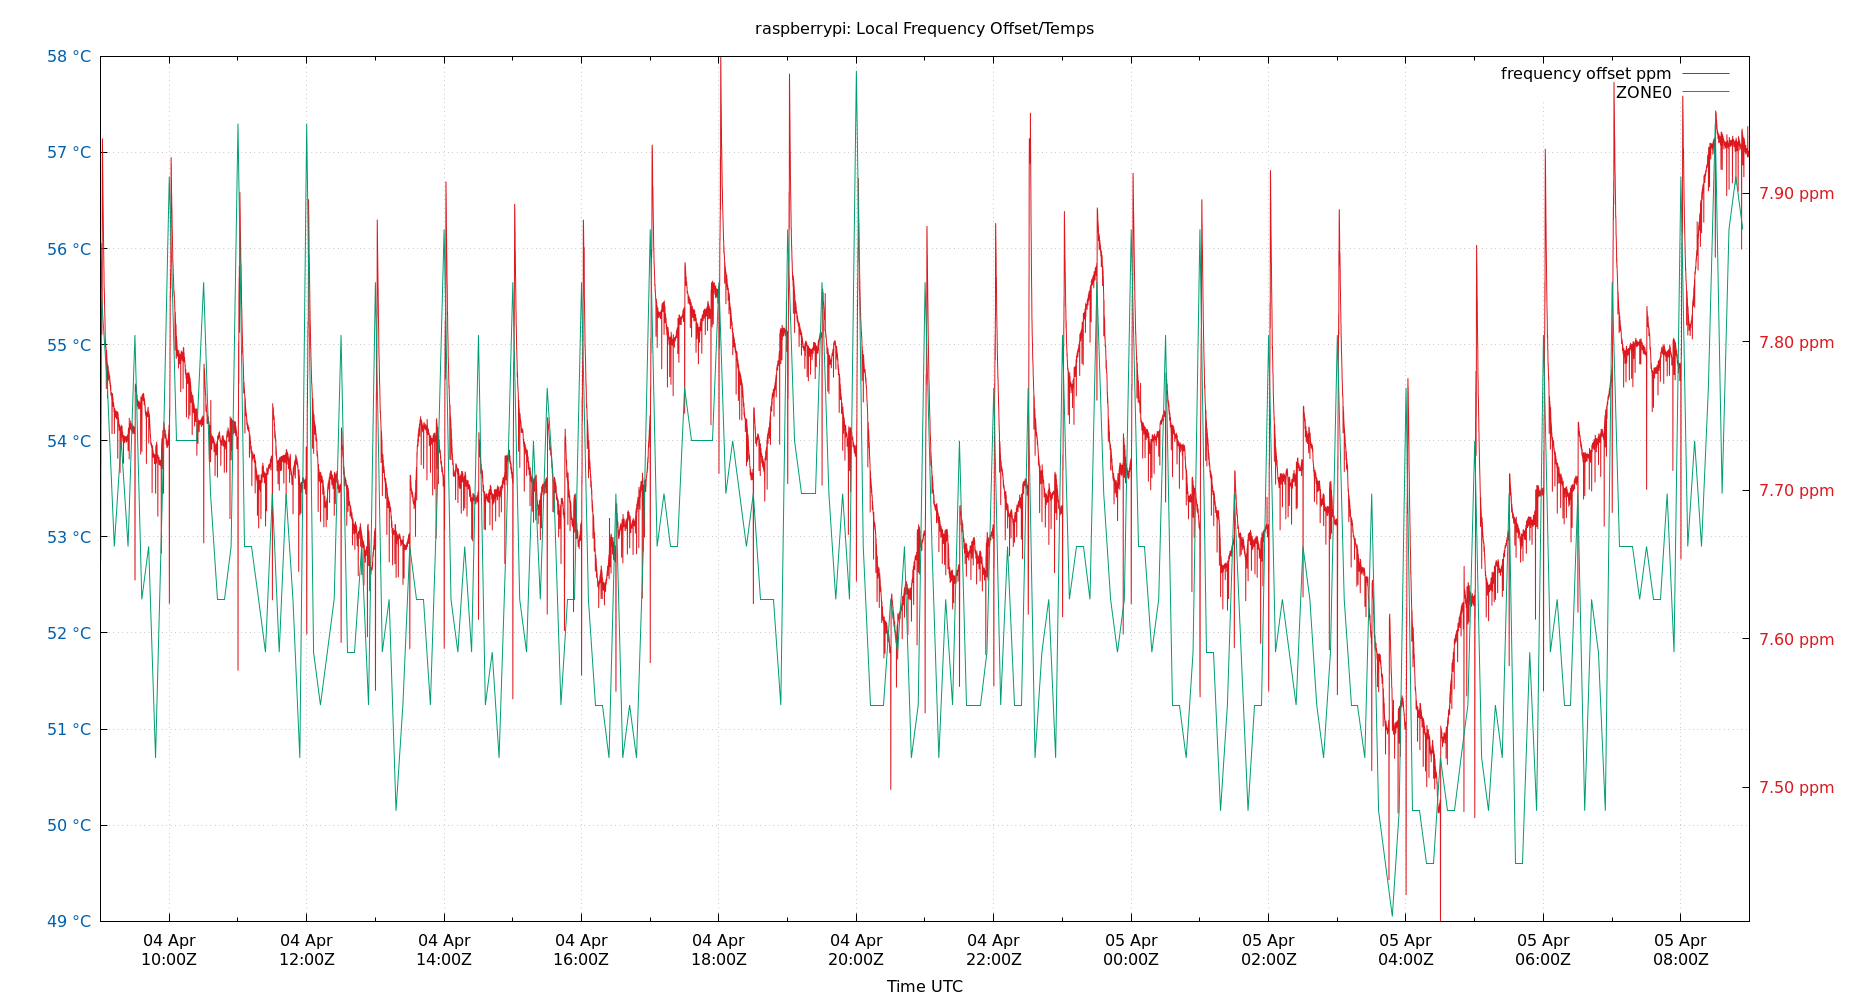 raspberrypi: Local Frequency Offset/Temps
58 °C
57 °C
56 °C
55 °C
54 °C
53 °C
52 °C
51 °C
50 °C
49 °C
frequency offset ppm
ZONE0
7.90 ppm
7.80 ppm
7.70 ppm
7.60 ppm
7.50 ppm
04 Apr
10:00Z
04 Apr
12:00Z
04 Apr
14:00Z
04 Apr
16:00Z
04 Apr
18:00Z
04 Apr
20:00Z
04 Apr
22:00Z
05 Apr
00:00Z
05 Apr
02:00Z
05 Apr
04:00Z
05 Apr
06:00Z
05 Apr
08:00Z
Time UTC